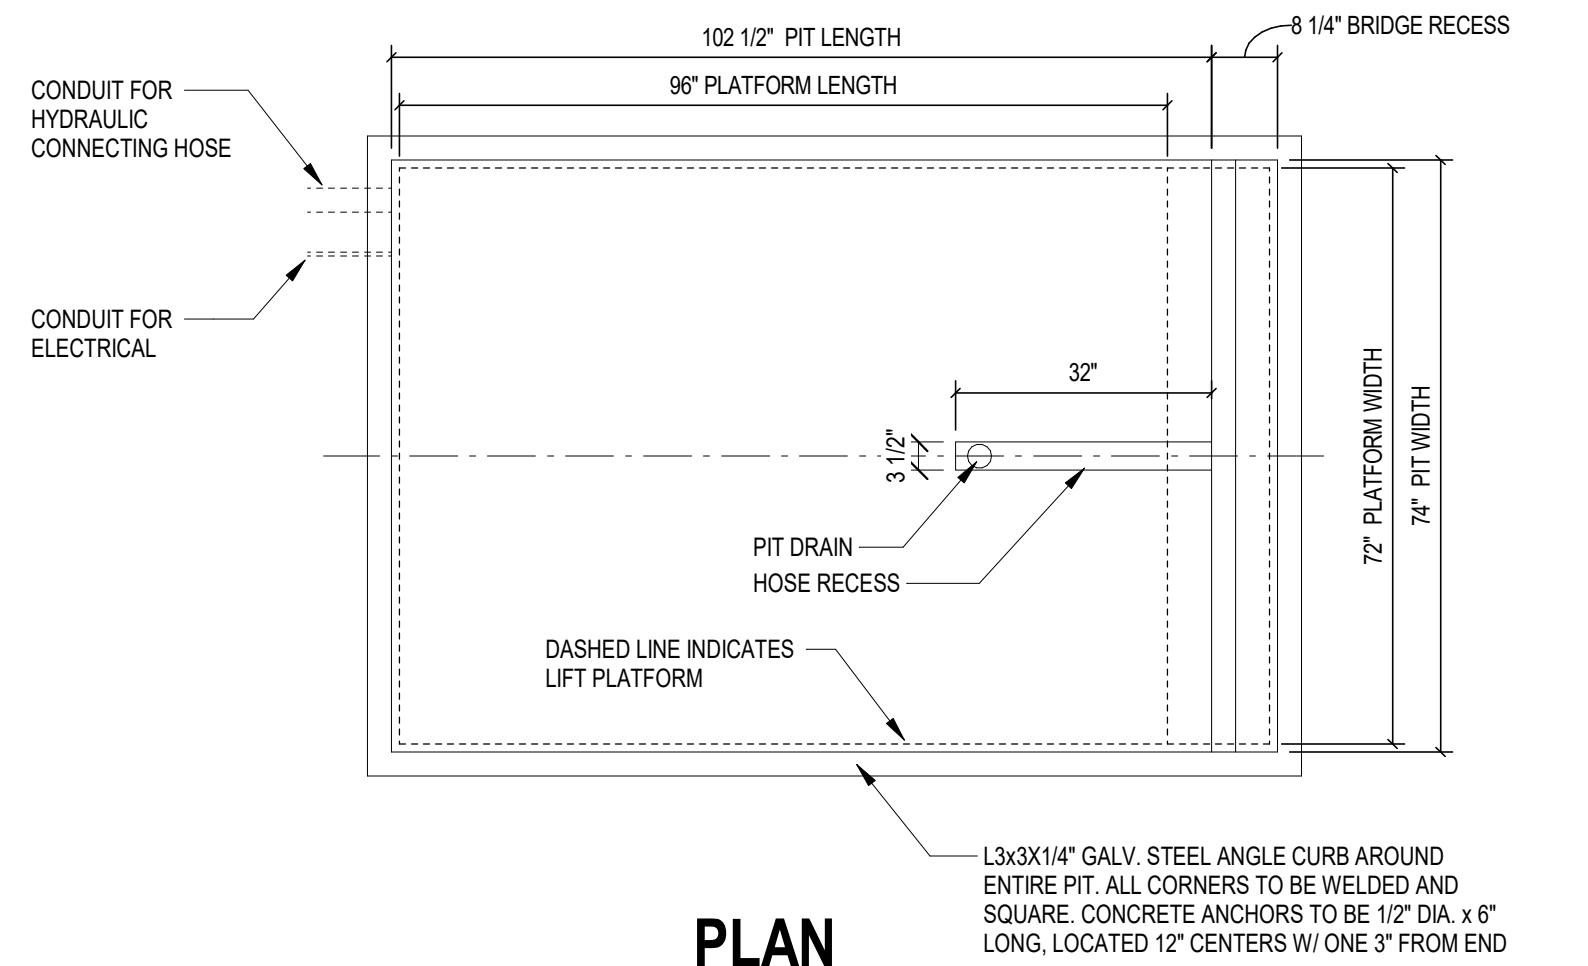 8 1/4" BRIDGE RECESS
102 1/2" PIT LENGTH
96" PLATFORM LENGTH
CONDUIT FOR
HYDRAULIC
CONNECTING HOSE
CONDUIT FOR
ELECTRICAL
32"
3 1/2"
72" PLATFORM WIDTH
74" PIT WIDTH
PIT DRAIN
HOSE RECESS
DASHED LINE INDICATES
LIFT PLATFORM
L3x3X1/4" GALV. STEEL ANGLE CURB AROUND
ENTIRE PIT. ALL CORNERS TO BE WELDED AND
SQUARE. CONCRETE ANCHORS TO BE 1/2" DIA. x 6"
LONG, LOCATED 12" CENTERS W/ ONE 3" FROM END
PLAN